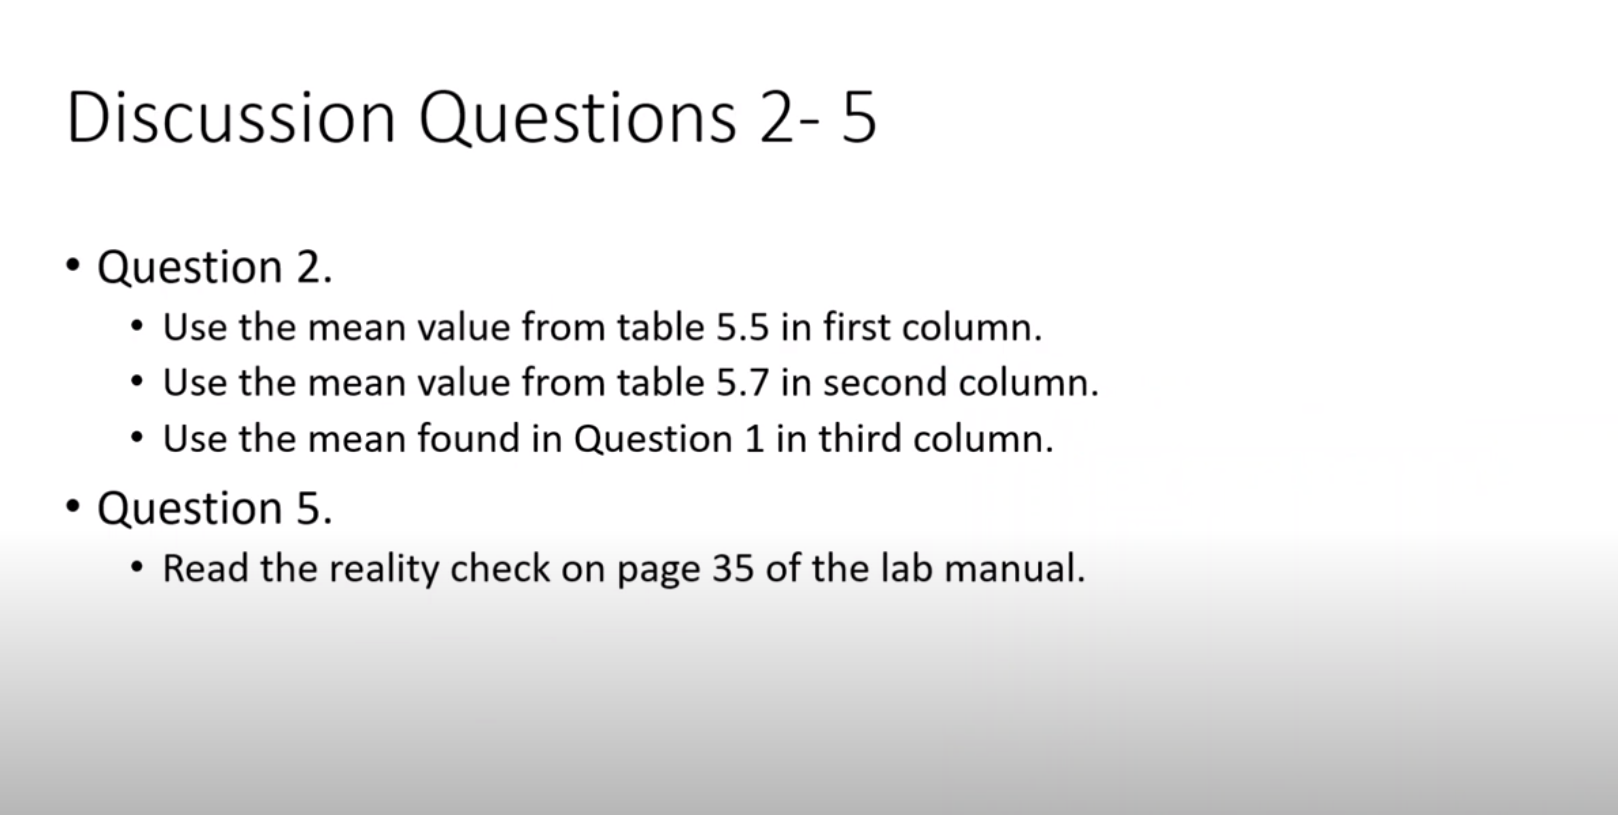 Discussion Questions 2- 5
• Question 2.
• Use the mean value from table 5.5 in first column.
• Use the mean value from table 5.7 in second column.
• Use the mean found in Question 1 in third column.
• Question 5.
• Read the reality check on page 35 of the lab manual.